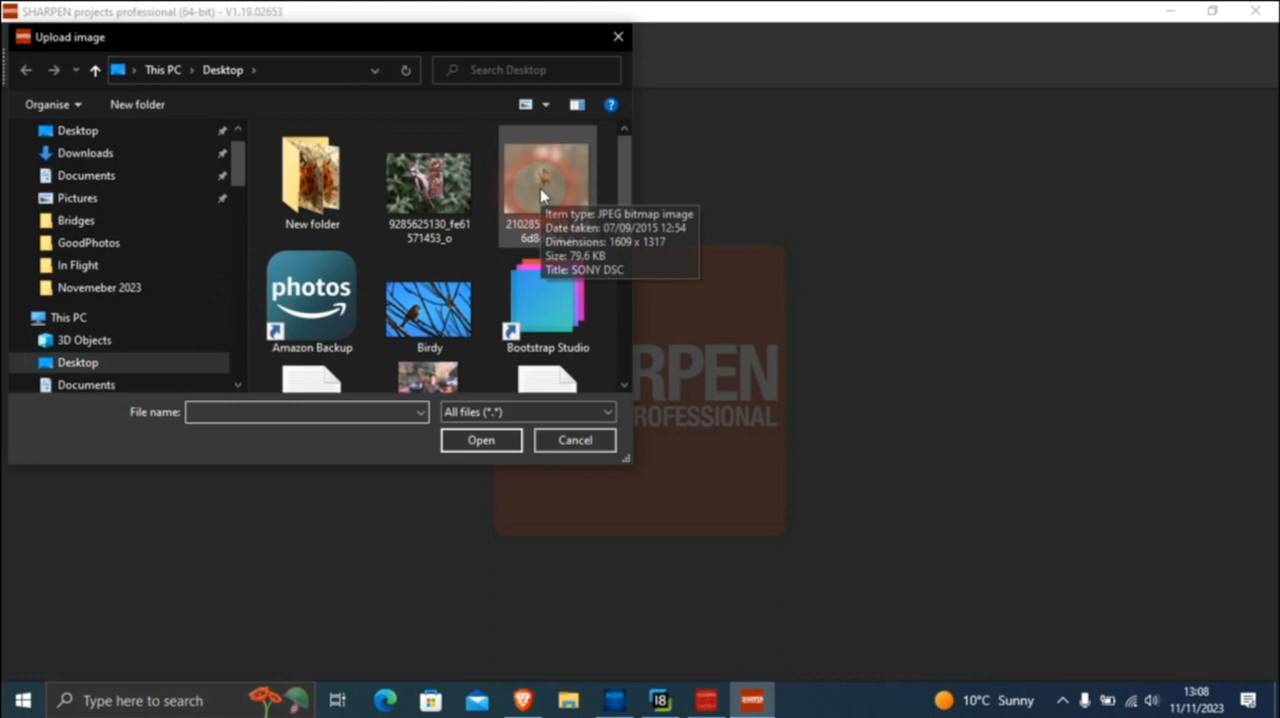 SHARPEN projects professional (64-bit) - V1.19.02653
Upload image
This PC › Desktop ›
Search Desktop
Organise
New folder
Desktop
Downloads
Documents
Pictures
Bridges
GoodPhotos
In Flight
Novemeber 2023
This PC
3D Objects
Desktop
Documents
New folder
9285625130_fe61
571453_o
210285
6d8
Item type: JPEG bitmap image
Date taken: 07/09/2015 12:54
Dimensions: 1609 x 1317
Size: 79,6 KB
Title: SONY DSC
photos
Amazon Backup
Birdy
Bootstrap Studio
File name:
All files (*.*)
Open
Cancel
RPEN
ROFESSIONAL
Type here to search
10°C Sunny
13:08
11/11/2023